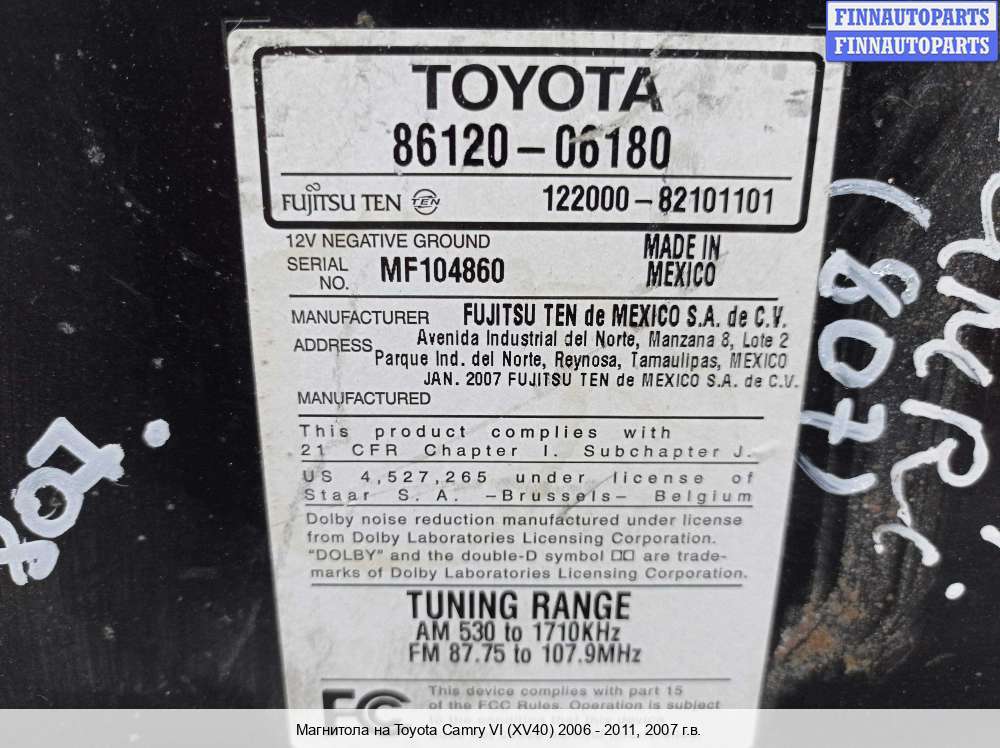 FINNAUTOPARTS
FINNAUTOPARTS
TOYOTA
86120-06180
FUJITSU TEN TEN 122000-82101101
12V NEGATIVE GROUND
MADE IN
MEXICO
SERIAL
NO. MF104860
MANUFACTURER FUJITSU TEN de MEXICO S.A. de C.V.
ADDRESS Avenida Industrial del Norte, Manzana 8, Lote 2
Parque Ind. del Norte, Reynosa, Tamaulipas, MEXICO
JAN. 2007 FUJITSU TEN de MEXICO S.A. de C.V.
MANUFACTURED
This product complies with
21 CFR Chapter I. Subchapter J.
US 4,527,265 under license of
Staar S. A. -Brussels- Belgium
Dolby noise reduction manufactured under license
from Dolby Laboratories Licensing Corporation.
"DOLBY" and the double-D symbol are trade-
marks of Dolby Laboratories Licensing Corporation.
TUNING RANGE
AM 530 to 1710KHz
FM 87.75 to 107.9MHz
FC This device complies with part 15
of the FCC Rules. Operation is subject
(807)
807.
Магнитола на Toyota Camry VI (XV40) 2006 - 2011, 2007 г.в.